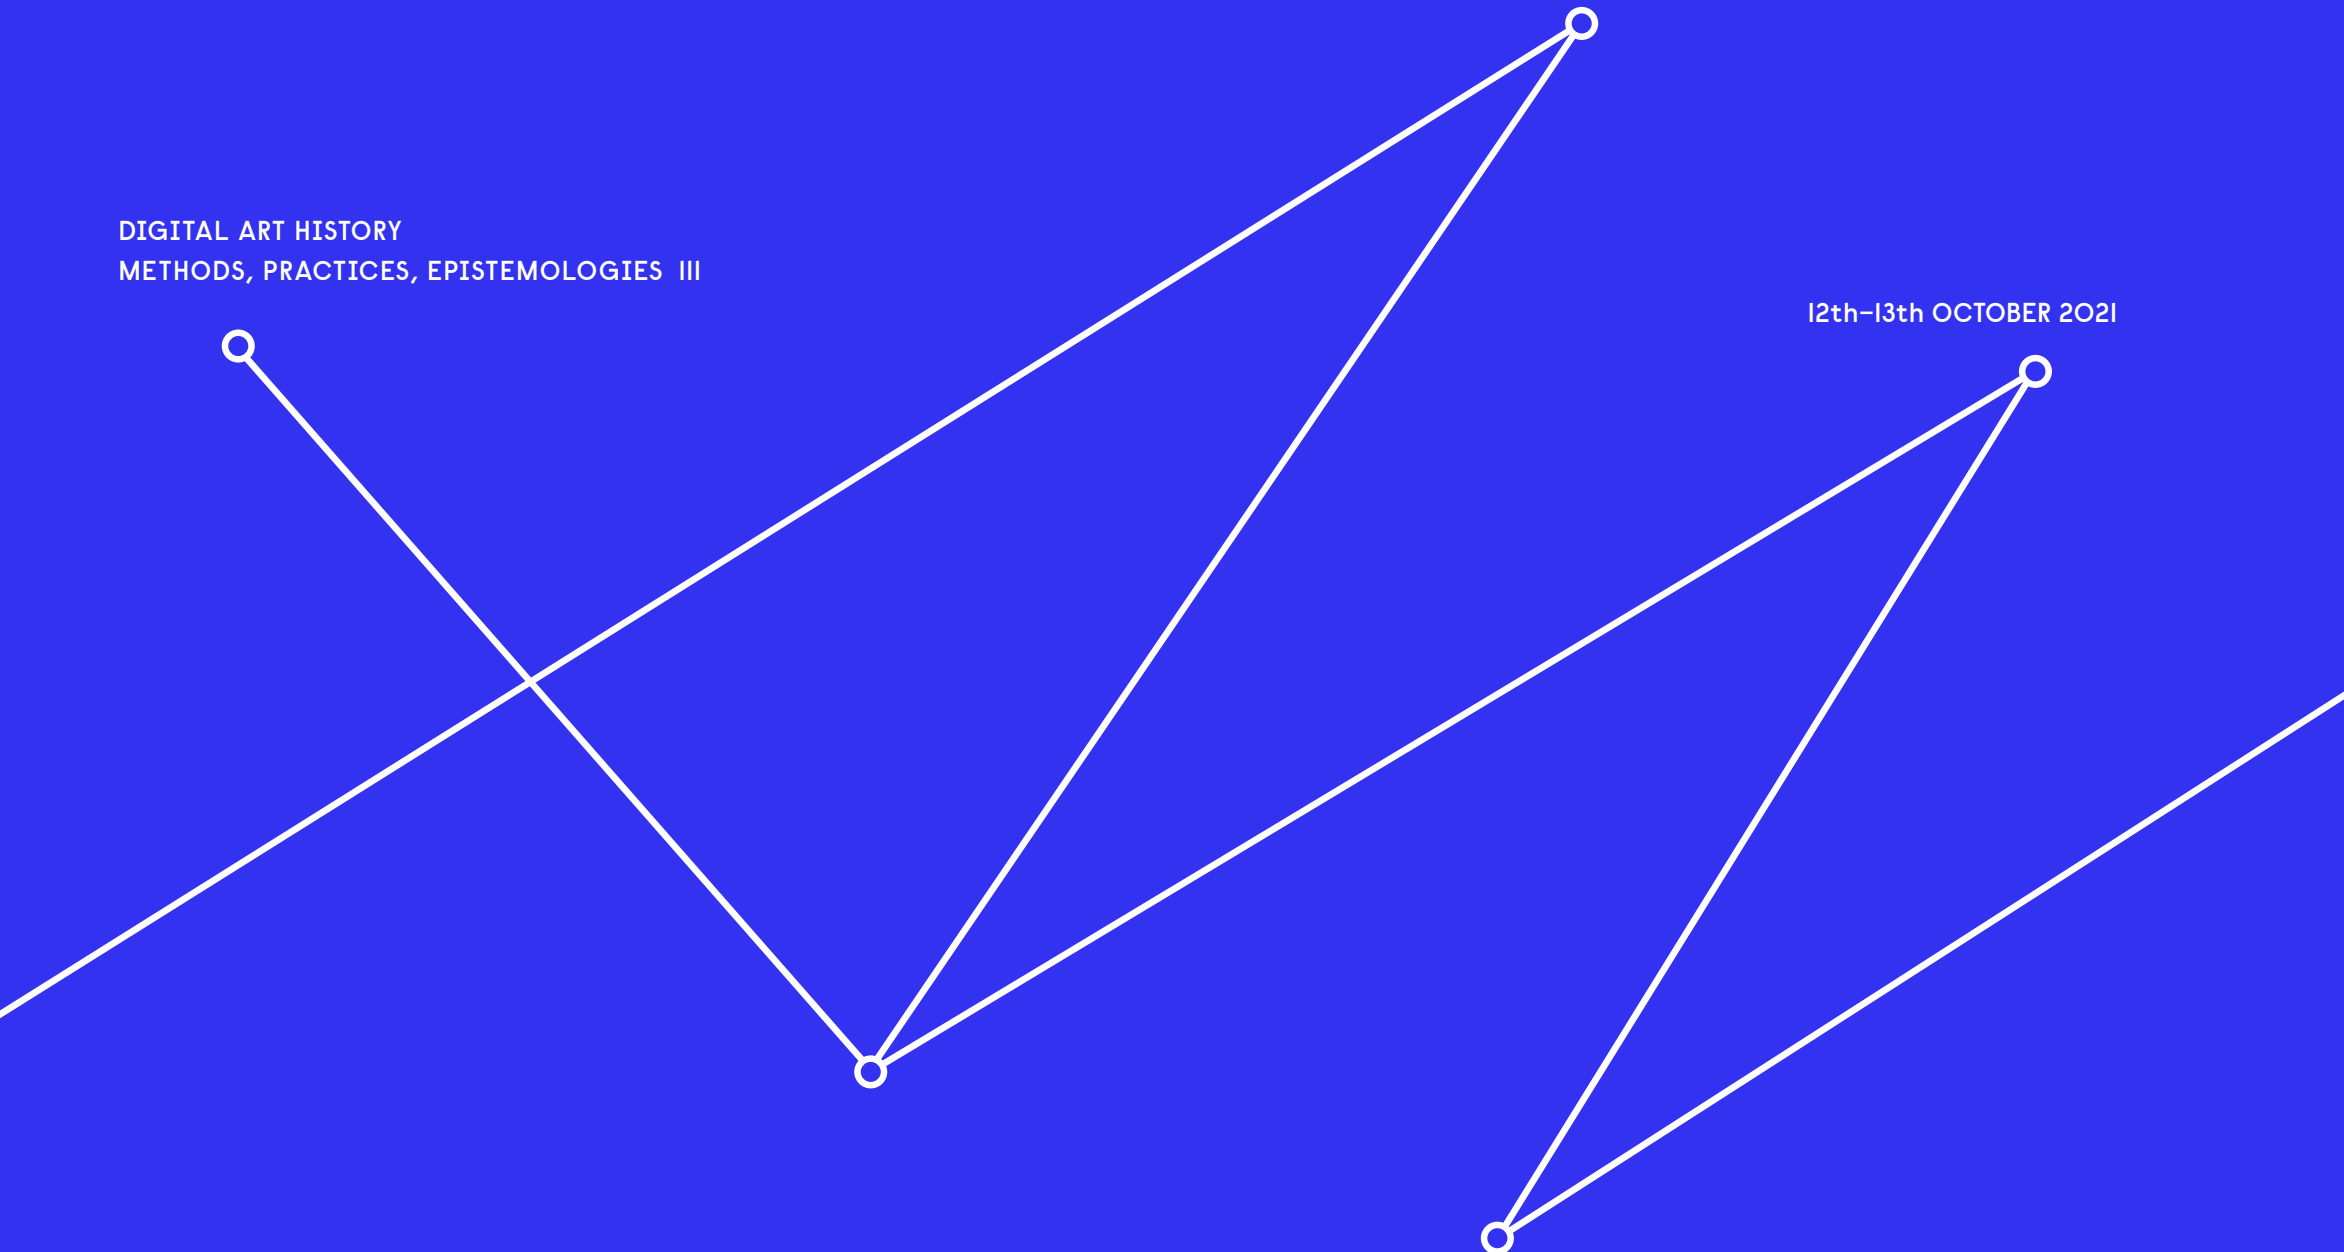 DIGITAL ART HISTORY
METHODS, PRACTICES, EPISTEMOLOGIES III
12th–13th OCTOBER 2021